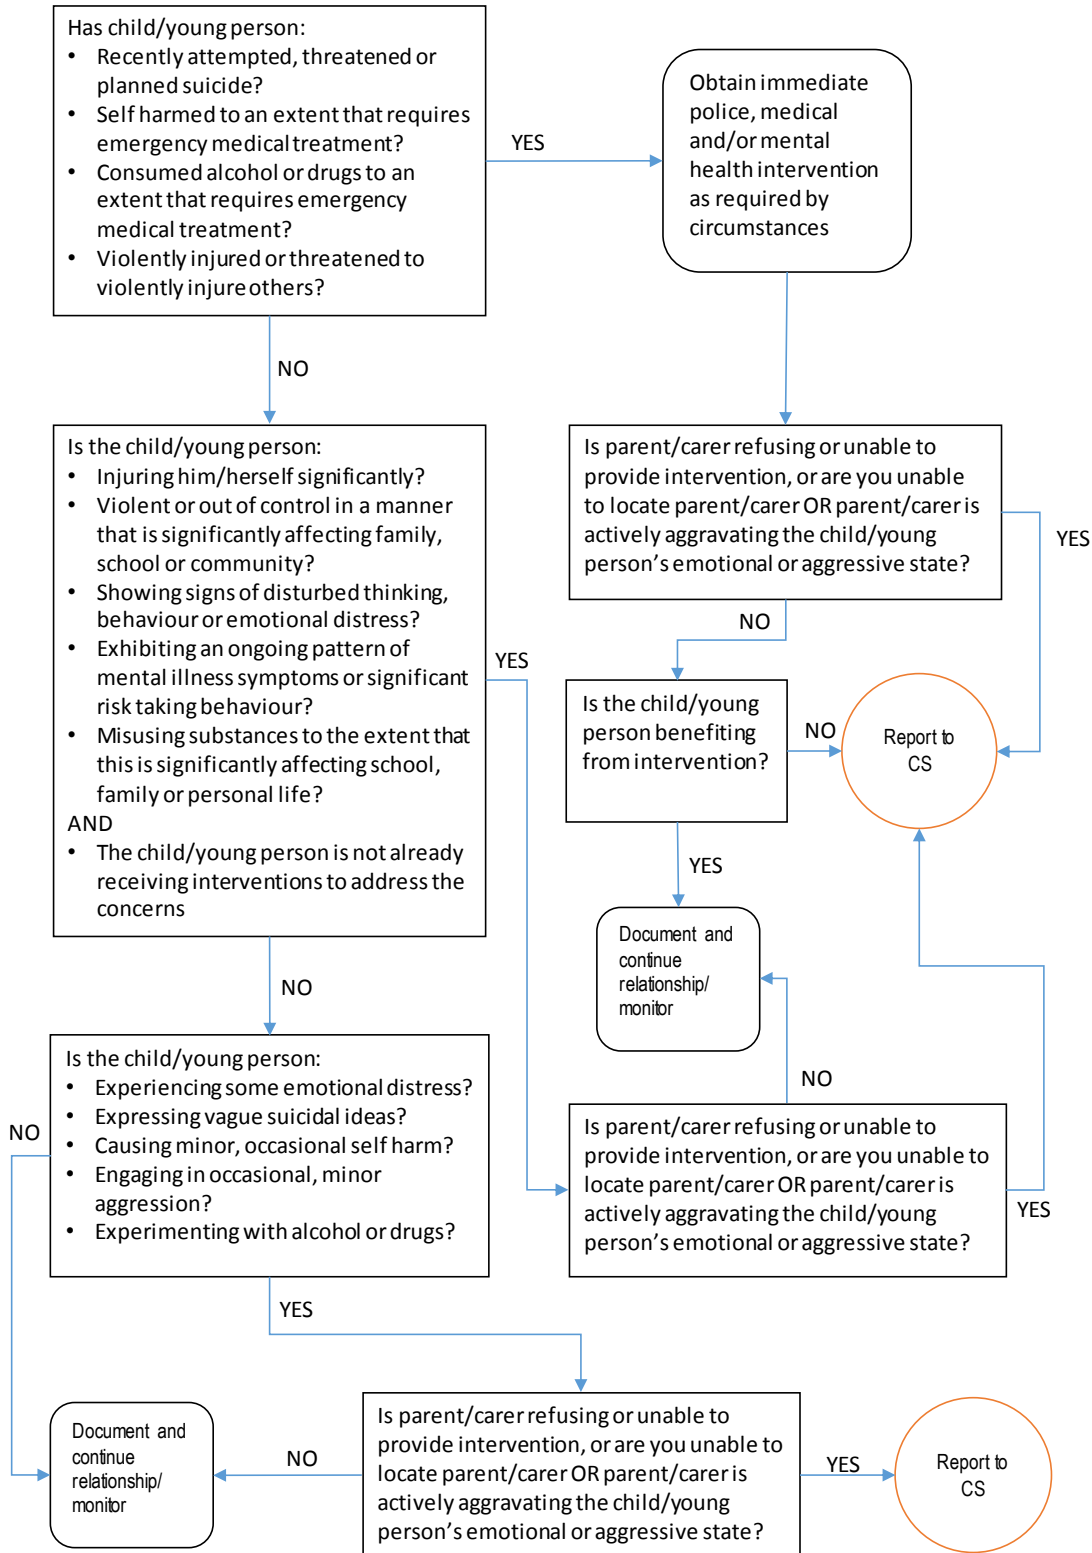 Has child/young person:
• Recently attempted, threatened or
planned suicide?
• Self harmed to an extent that requires
emergency medical treatment?
• Consumed alcohol or drugs to an
extent that requires emergency
medical treatment?
• Violently injured or threatened to
violently injure others?
YES
Obtain immediate
police, medical
and/or mental
health intervention
as required by
circumstances
NO
Is the child/young person:
• Injuring him/herself significantly?
• Violent or out of control in a manner
that is significantly affecting family,
school or community?
• Showing signs of disturbed thinking,
behaviour or emotional distress?
• Exhibiting an ongoing pattern of
mental illness symptoms or significant
risk taking behaviour?
• Misusing substances to the extent that
this is significantly affecting school,
family or personal life?
AND
• The child/young person is not already
receiving interventions to address the
concerns
YES
Is parent/carer refusing or unable to
provide intervention, or are you unable
to locate parent/carer OR parent/carer is
actively aggravating the child/young
person's emotional or aggressive state?
YES
NO
Is the child/young
person benefiting
from intervention?
NO
Report to
CS
YES
Document and
continue
relationship/
monitor
NO
NO
Is the child/young person:
• Experiencing some emotional distress?
• Expressing vague suicidal ideas?
• Causing minor, occasional self harm?
• Engaging in occasional, minor
aggression?
• Experimenting with alcohol or drugs?
NO
Is parent/carer refusing or unable to
provide intervention, or are you unable to
locate parent/carer OR parent/carer is
actively aggravating the child/young
person's emotional or aggressive state?
YES
YES
Document and
continue
relationship/
monitor
NO
Is parent/carer refusing or unable to
provide intervention, or are you unable to
locate parent/carer OR parent/carer is
actively aggravating the child/young
person's emotional or aggressive state?
YES
Report to
CS